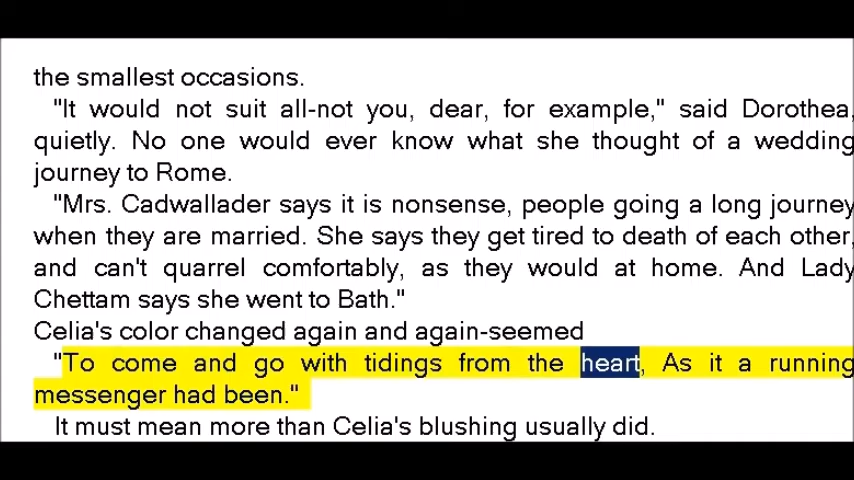 the smallest occasions.
"It would not suit all-not you, dear, for example," said Dorothea,
quietly. No one would ever know what she thought of a wedding
journey to Rome.
"Mrs. Cadwallader says it is nonsense, people going a long journey
when they are married. She says they get tired to death of each other,
and can't quarrel comfortably, as they would at home. And Lady
Chettam says she went to Bath."
Celia's color changed again and again-seemed
"To come and go with tidings from the heart, As it a running
messenger had been."
It must mean more than Celia's blushing usually did.